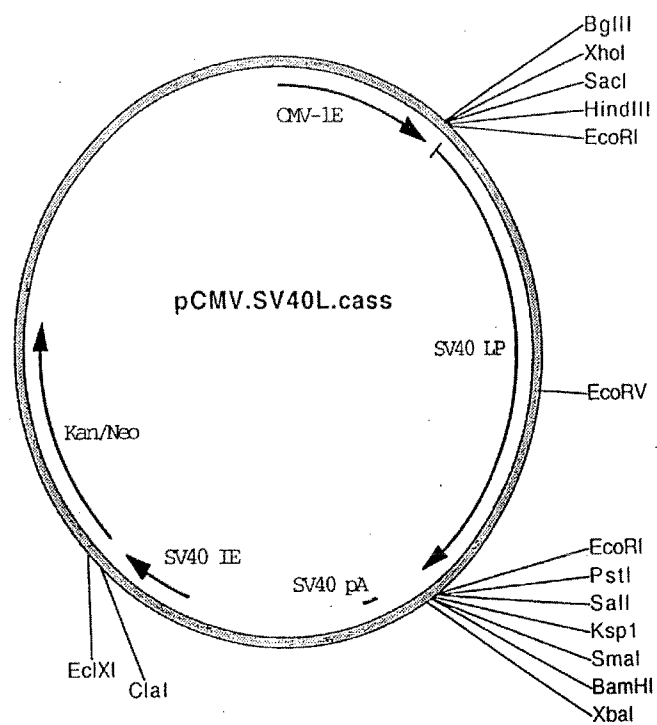 BglII
XhoI
SacI
HindIII
EcoRI
CMV-IE
pCMV.SV40L.cass
SV40 LP
EcoRV
Kan/Neo
SV40 IE
SV40 pA
EcoRI
PstI
SalI
Ksp1
SmaI
BamHI
XbaI
EclXI
ClaI